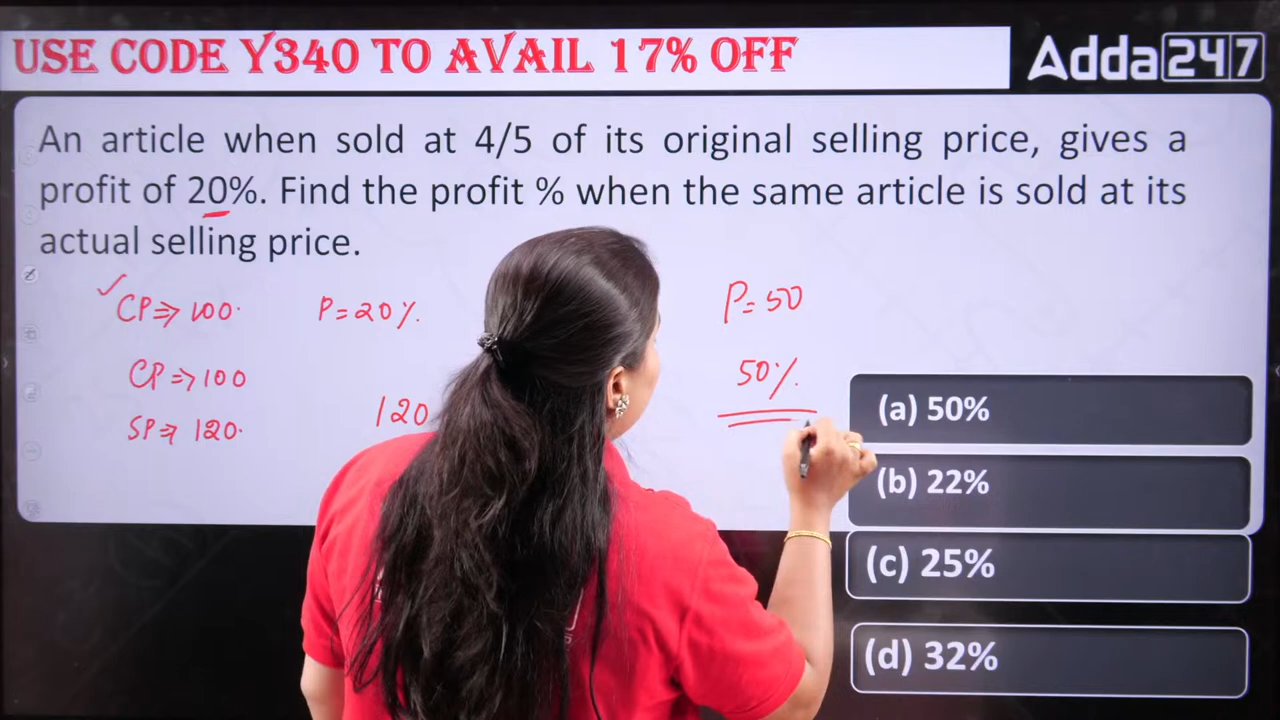 USE CODE Y340 TO AVAIL 17% OFF
Adda247
An article when sold at 4/5 of its original selling price, gives a
profit of 20%. Find the profit % when the same article is sold at its
actual selling price.
CP⇒100. P=20%. P=50
CP⇒100 50%.
SP⇒120. 120
(a) 50%
(b) 22%
(c) 25%
(d) 32%